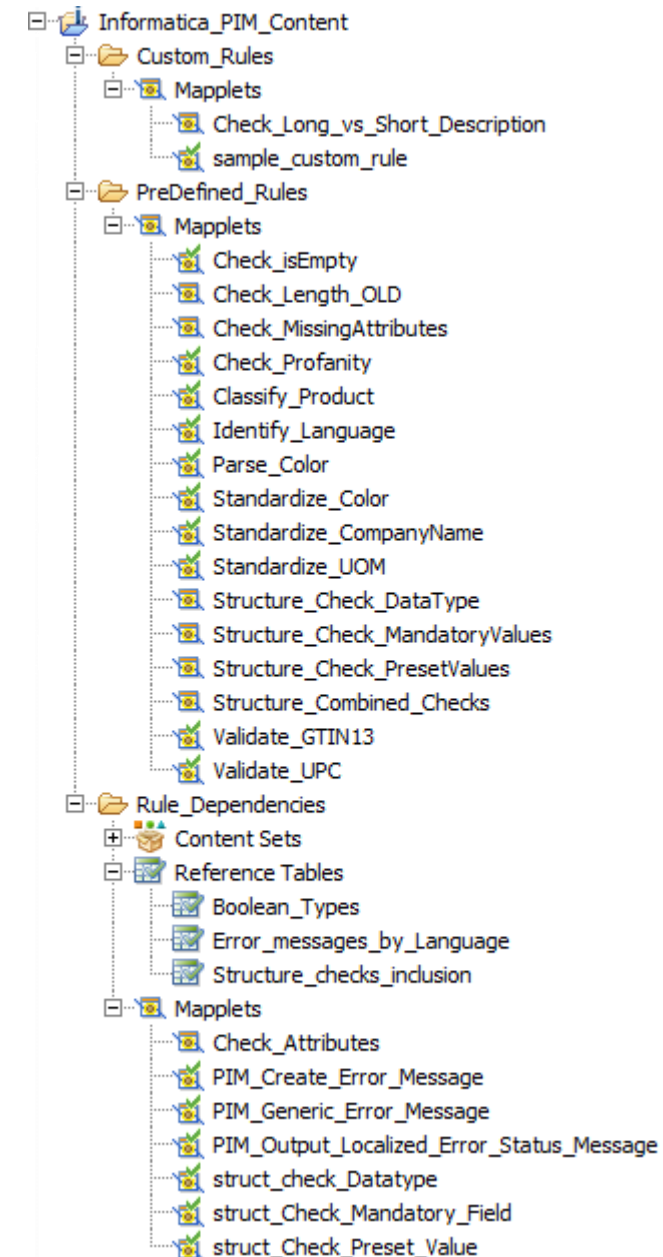 Informatica_PIM_Content
Custom_Rules
Mapplets
Check_Long_vs_Short_Description
sample_custom_rule
PreDefined_Rules
Mapplets
Check_isEmpty
Check_Length_OLD
Check_MissingAttributes
Check_Profanity
Classify_Product
Identify_Language
Parse_Color
Standardize_Color
Standardize_CompanyName
Standardize_UOM
Structure_Check_DataType
Structure_Check_MandatoryValues
Structure_Check_PresetValues
Structure_Combined_Checks
Validate_GTIN13
Validate_UPC
Rule_Dependencies
Content Sets
Reference Tables
Boolean_Types
Error_messages_by_Language
Structure_checks_inclusion
Mapplets
Check_Attributes
PIM_Create_Error_Message
PIM_Generic_Error_Message
PIM_Output_Localized_Error_Status_Message
struct_check_Datatype
struct_Check_Mandatory_Field
struct_Check_Preset_Value